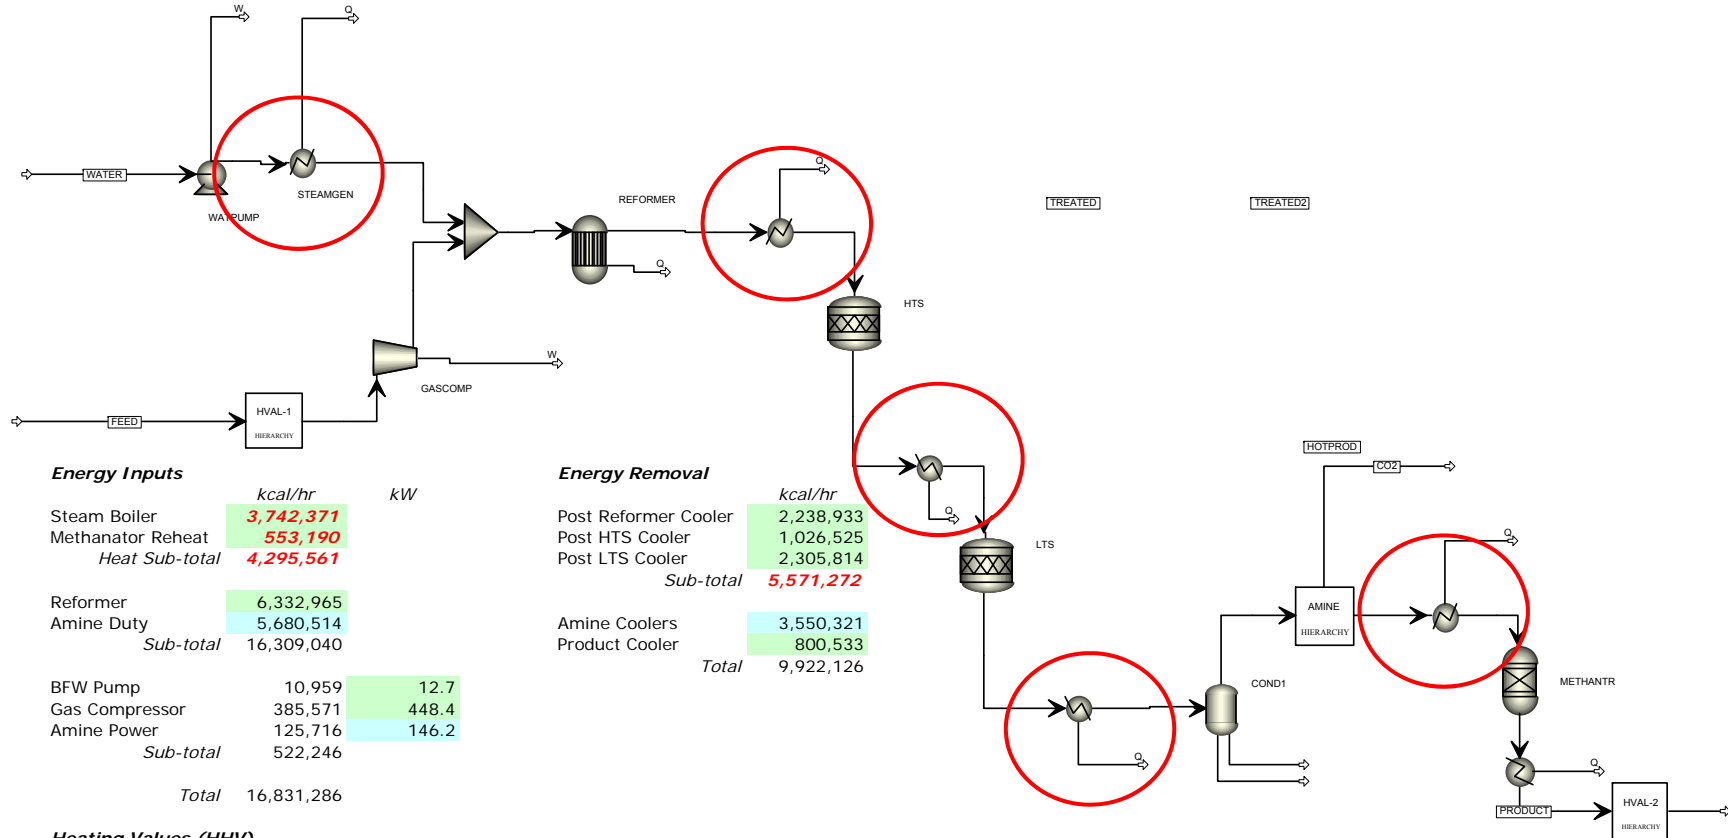 W
Q
WATER
WATPUMP
STEAMGEN
REFORMER
Q
Q
TREATED
TREATED2
HTS
W
GASCOMP
FEED
HVAL-1
HIERARCHY
Q
LTS
HOTPROD
CO2
AMINE
HIERARCHY
Q
COND1
Q
METHANTR
Q
PRODUCT
HVAL-2
HIERARCHY
Energy Inputs
kcal/hr kW
Steam Boiler 3,742,371
Methanator Reheat 553,190
Heat Sub-total 4,295,561
Reformer 6,332,965
Amine Duty 5,680,514
Sub-total 16,309,040
BFW Pump 10,959 12.7
Gas Compressor 385,571 448.4
Amine Power 125,716 146.2
Sub-total 522,246
Total 16,831,286
Heating Values (HHV)
Energy Removal
kcal/hr
Post Reformer Cooler 2,238,933
Post HTS Cooler 1,026,525
Post LTS Cooler 2,305,814
Sub-total 5,571,272
Amine Coolers 3,550,321
Product Cooler 800,533
Total 9,922,126